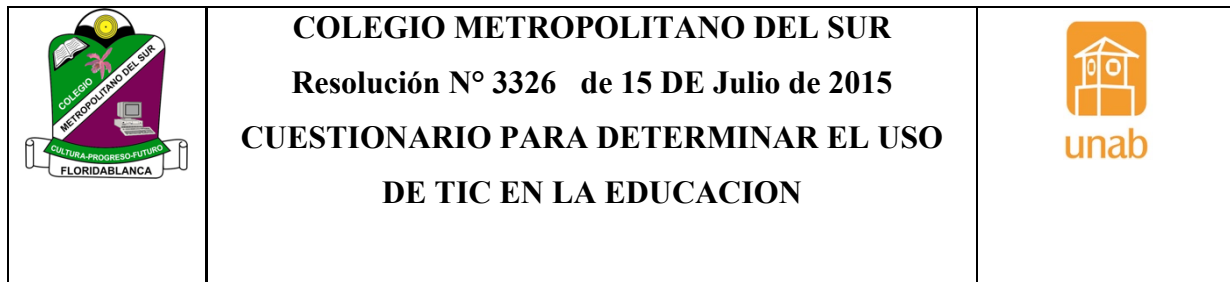 COLEGIO
METROPOLITANO DEL SUR
CULTURA-PROGRESO-FUTURO
FLORIDABLANCA
COLEGIO METROPOLITANO DEL SUR
Resolución N° 3326 de 15 DE Julio de 2015
CUESTIONARIO PARA DETERMINAR EL USO
DE TIC EN LA EDUCACION
unab